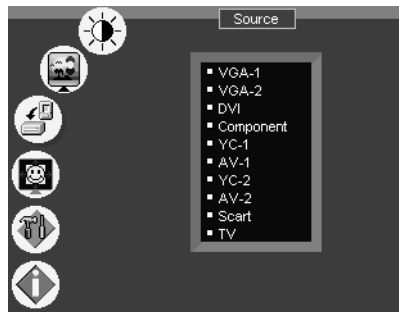 Source
VGA-1
VGA-2
DVI
Component
YC-1
AV-1
YC-2
AV-2
Scart
TV